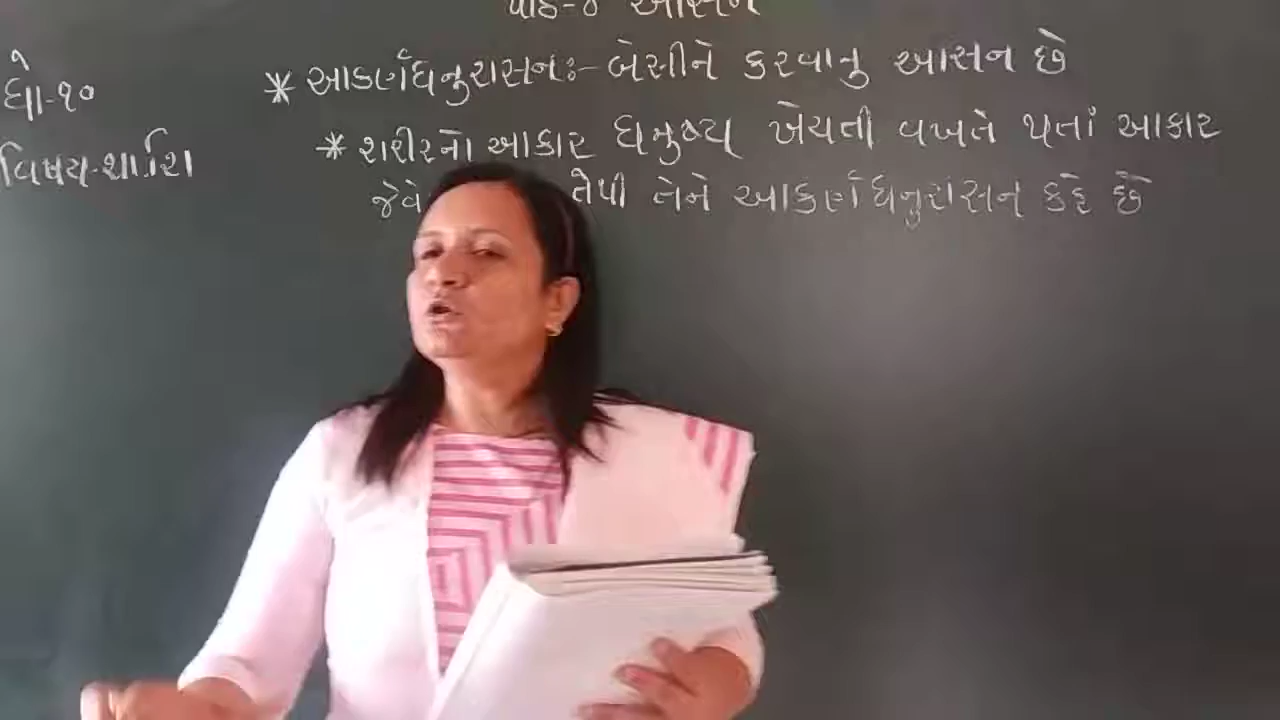 પાઠ-૪ આસન
ધો-૧૦
વિષય-શા.શિ
* આકર્ણધનુરાસન:- બેસીને કરવાનુ આસન છે
* શરીરનો આકાર ધનુષ્ય ખેચતી વખતે થતાં આકાર
જેવો તેથી તેને આકર્ણધનુરાસન કહે છે